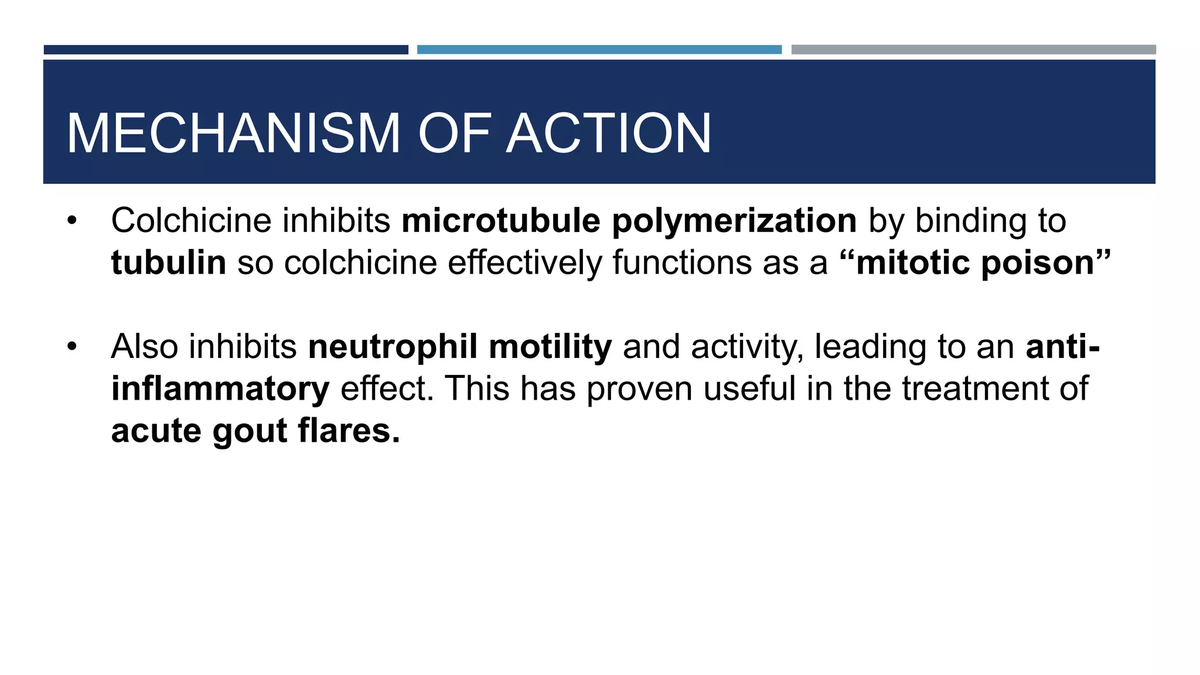 MECHANISM OF ACTION
• Colchicine inhibits microtubule polymerization by binding to
tubulin so colchicine effectively functions as a “mitotic poison”
• Also inhibits neutrophil motility and activity, leading to an anti-
inflammatory effect. This has proven useful in the treatment of
acute gout flares.